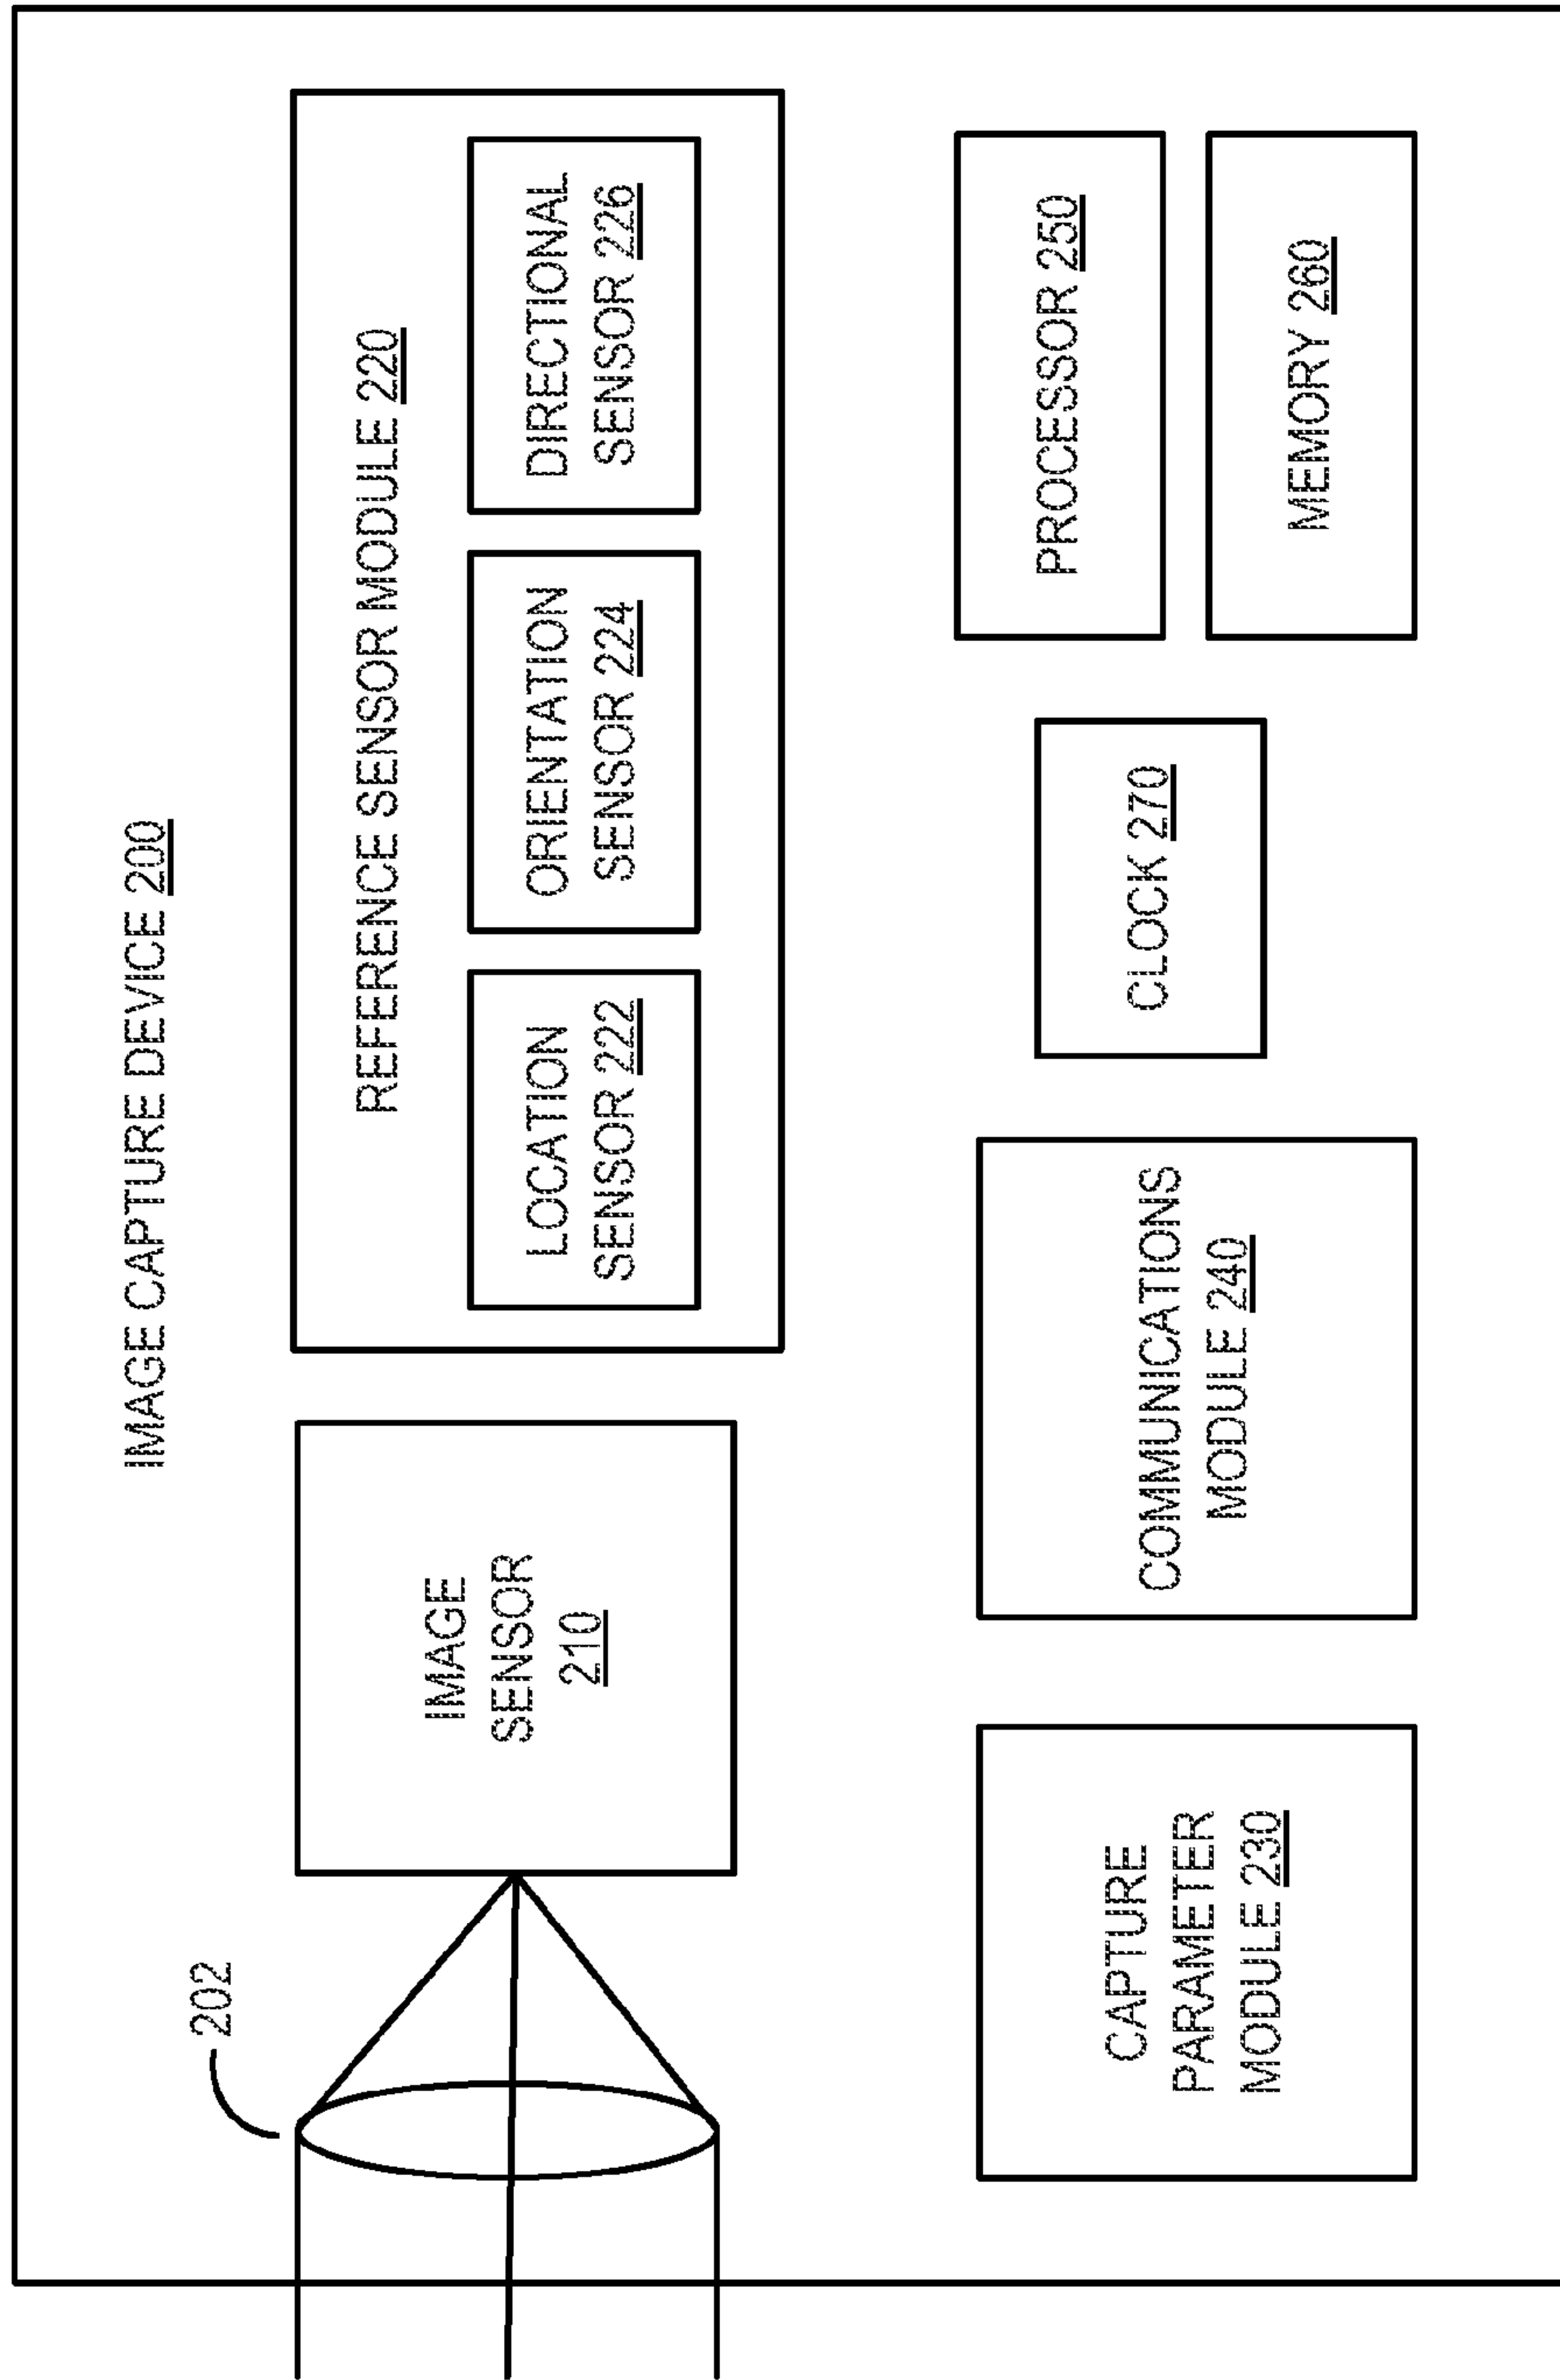 IMAGE CAPTURE DEVICE 200
202
IMAGE
SENSOR
210
REFERENCE SENSOR MODULE 220
LOCATION
SENSOR 222
ORIENTATION
SENSOR 224
DIRECTIONAL
SENSOR 226
CAPTURE
PARAMETER
MODULE 230
COMMUNICATIONS
MODULE 240
CLOCK 270
PROCESSOR 250
MEMORY 260